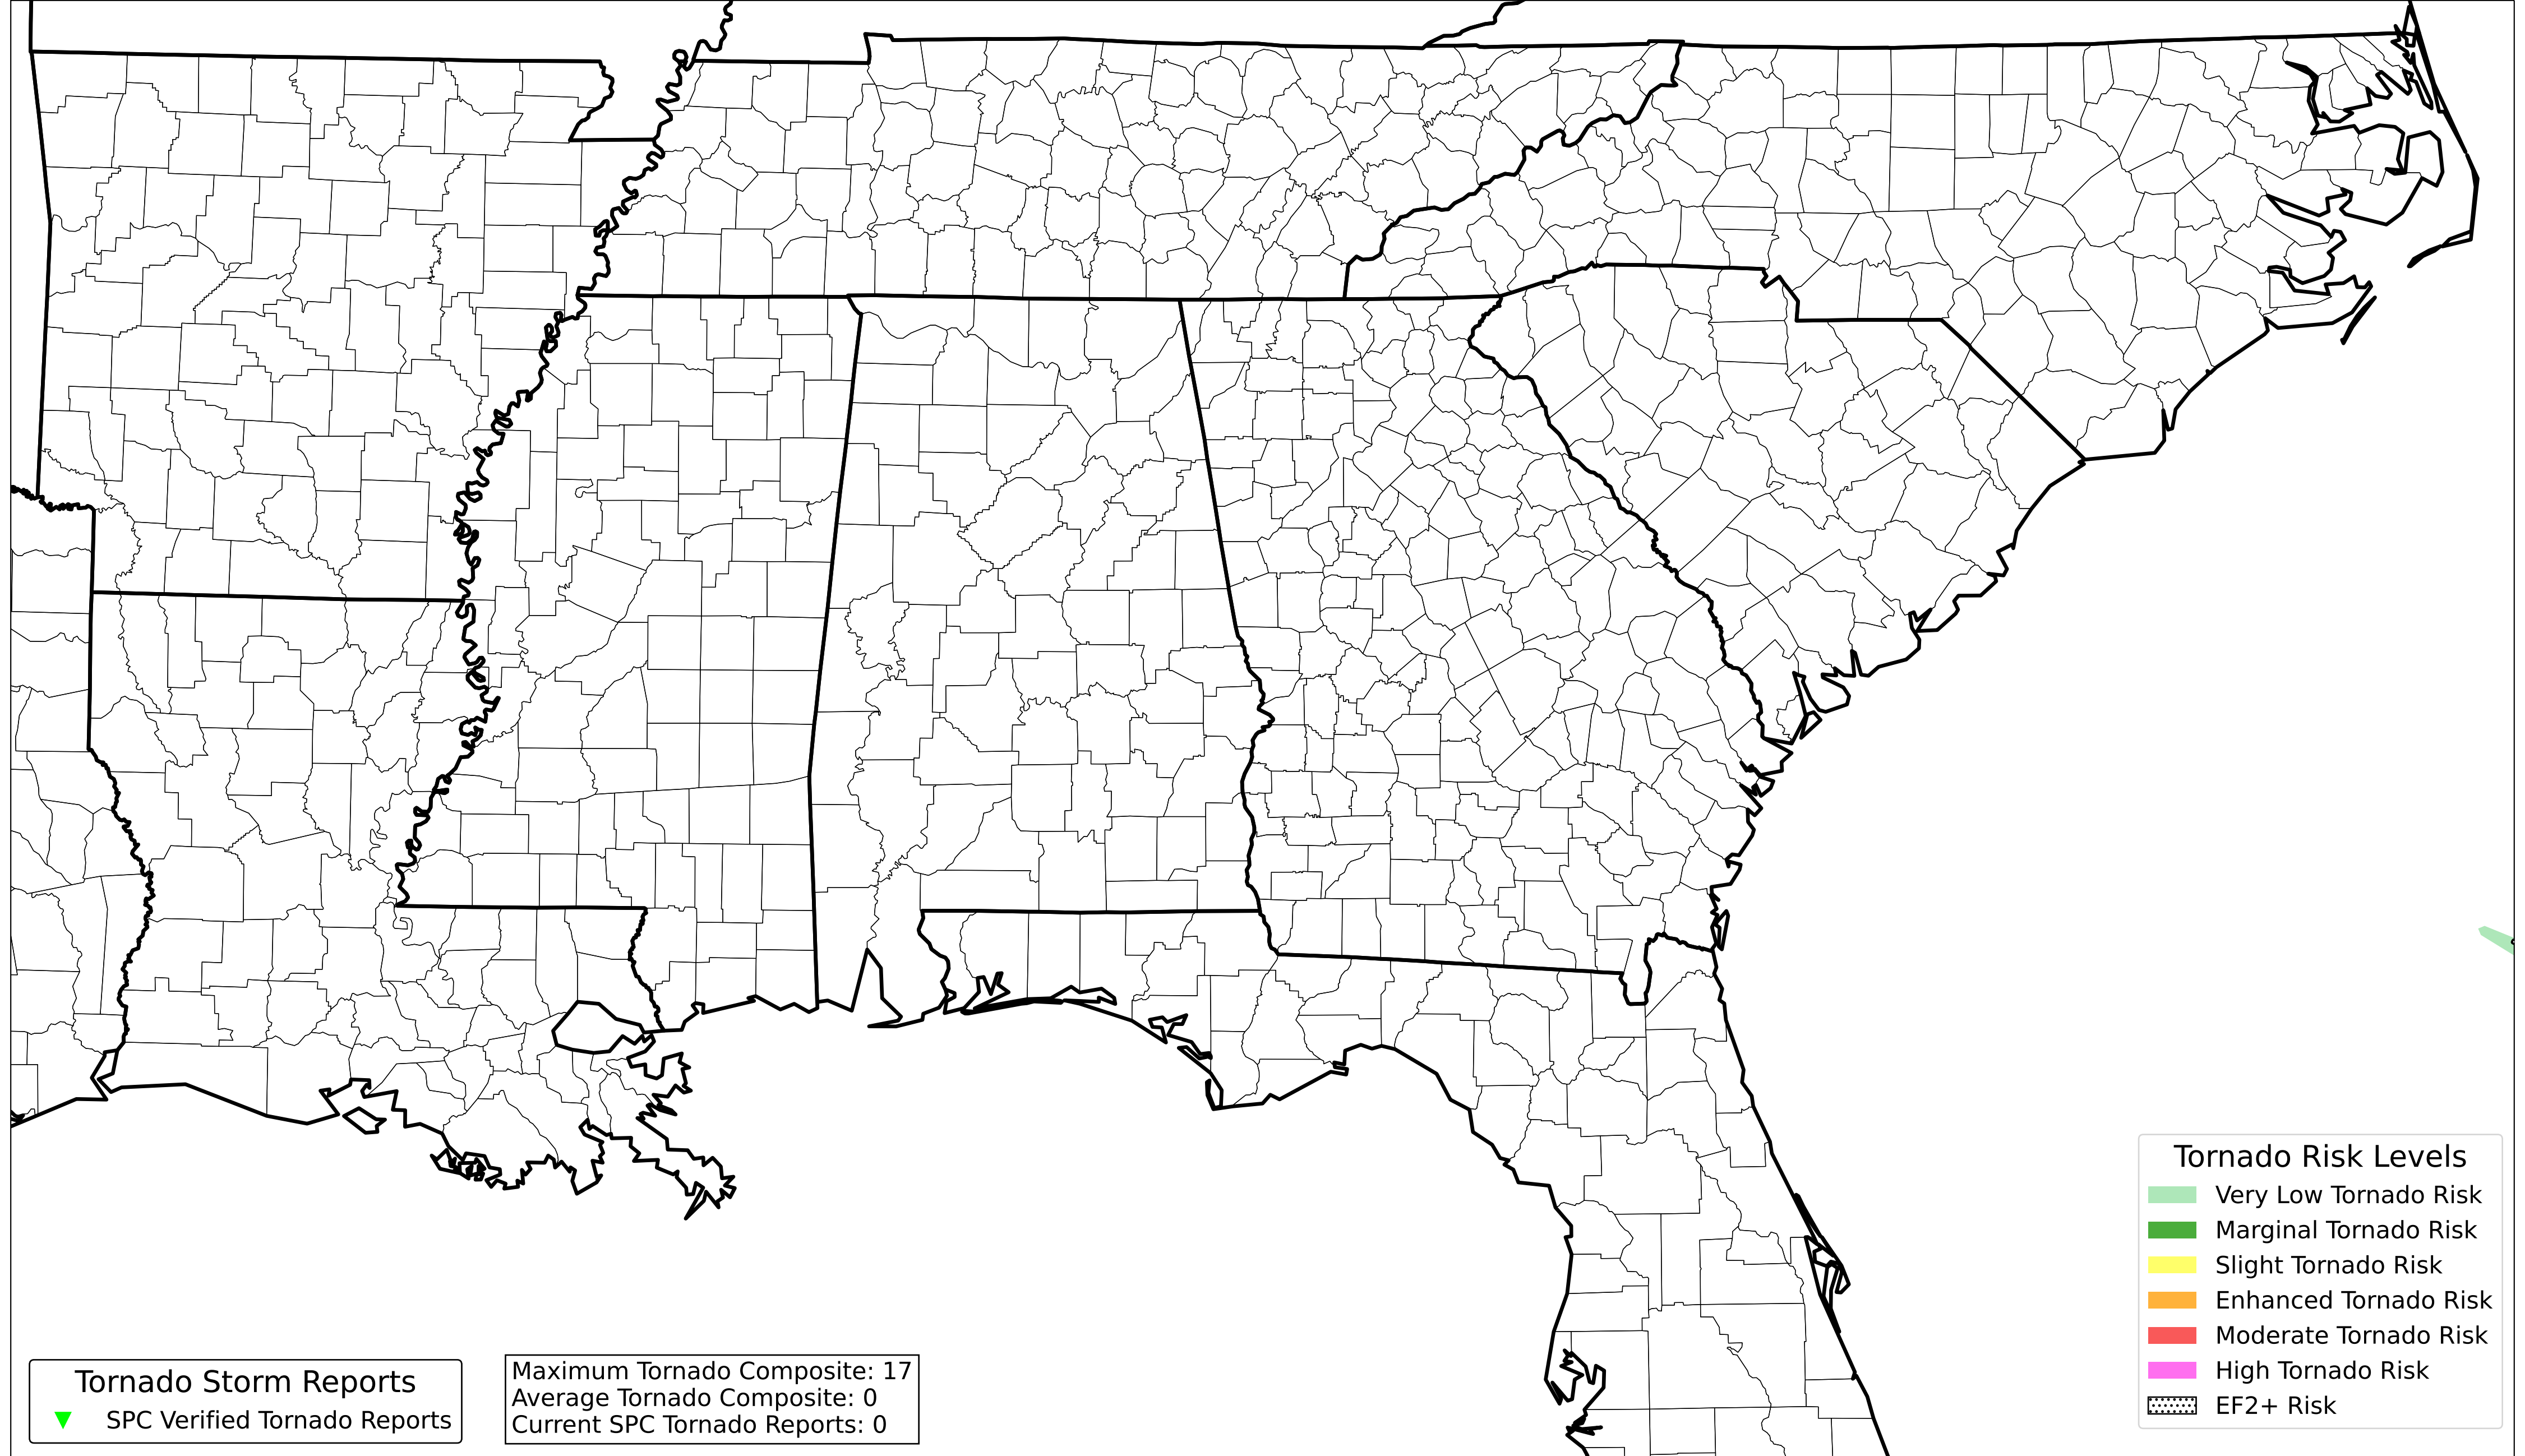 Tornado Risk Levels
Very Low Tornado Risk
Marginal Tornado Risk
Slight Tornado Risk
Enhanced Tornado Risk
Moderate Tornado Risk
High Tornado Risk
EF2+ Risk
Tornado Storm Reports
SPC Verified Tornado Reports
Maximum Tornado Composite: 17
Average Tornado Composite: 0
Current SPC Tornado Reports: 0